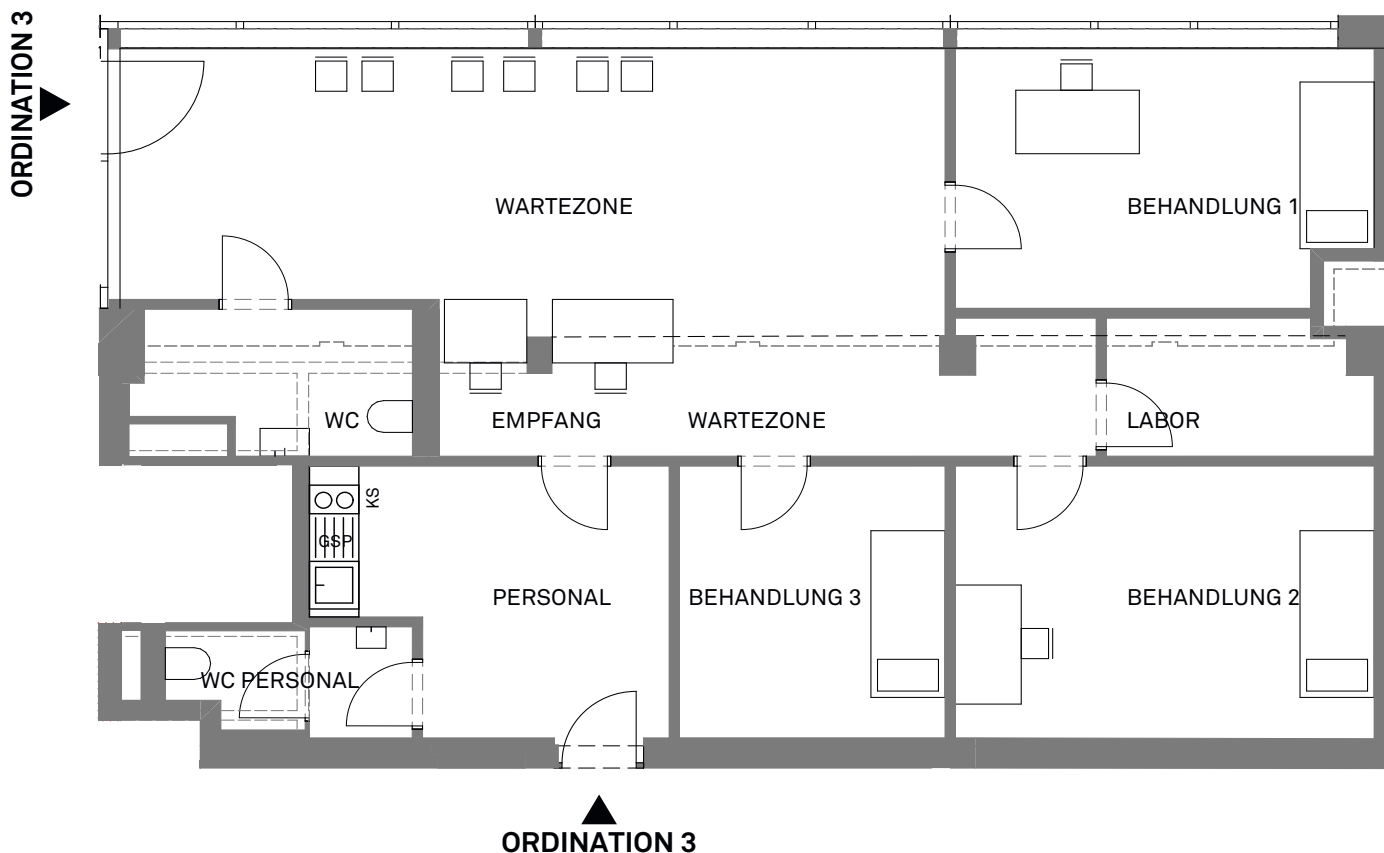 ORDINATION 3
WARTEZONE
BEHANDLUNG 1
WC
EMPFANG
WARTEZONE
LABOR
KS
GSP
PERSONAL
BEHANDLUNG 3
BEHANDLUNG 2
WC PERSONAL
ORDINATION 3